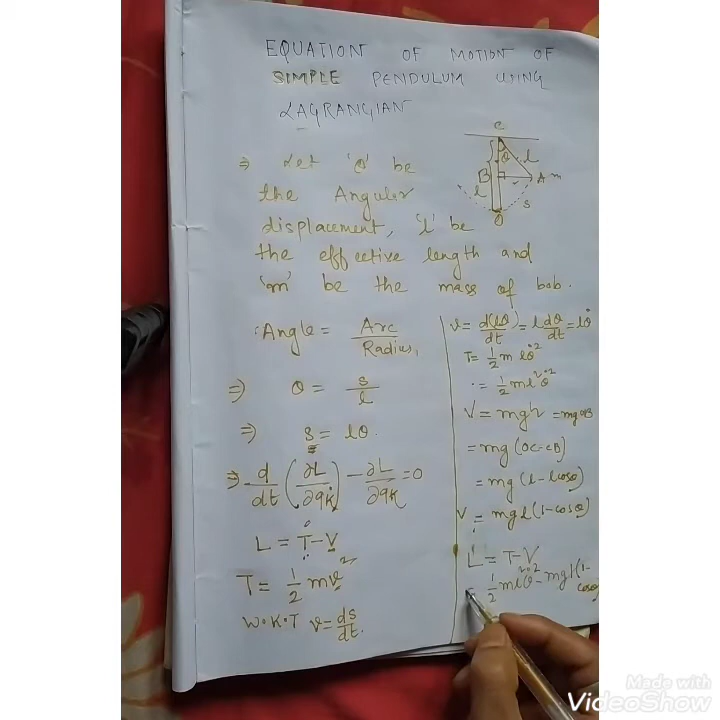 EQUATION OF MOTION OF
SIMPLE PENDULUM USING
LAGRANGIAN
⇒ Let 'θ' be
the Angular
displacement, 'l' be
the effective length and
'm' be the mass of bob.
C
θ l
B A m
l s
O
Angle = Arc / Radius,
⇒ θ = s/l
⇒ s = lθ.
⇒ d/dt (∂L/∂q̇k) − ∂L/∂qk = 0
L = T−V
T = 1/2 mv²
W.K.T v = ds/dt.
v = d(lθ)/dt = l dθ/dt = lθ̇
T = 1/2 m lθ̇²
∴ = 1/2 ml²θ̇²
V = mgh = mgOB
= mg(OC−CB)
= mg(l − lcosθ)
V = mgl(1−cosθ)
L = T−V
= 1/2 ml²θ̇² − mgl(1−
cosθ)
Made with
VideoShow